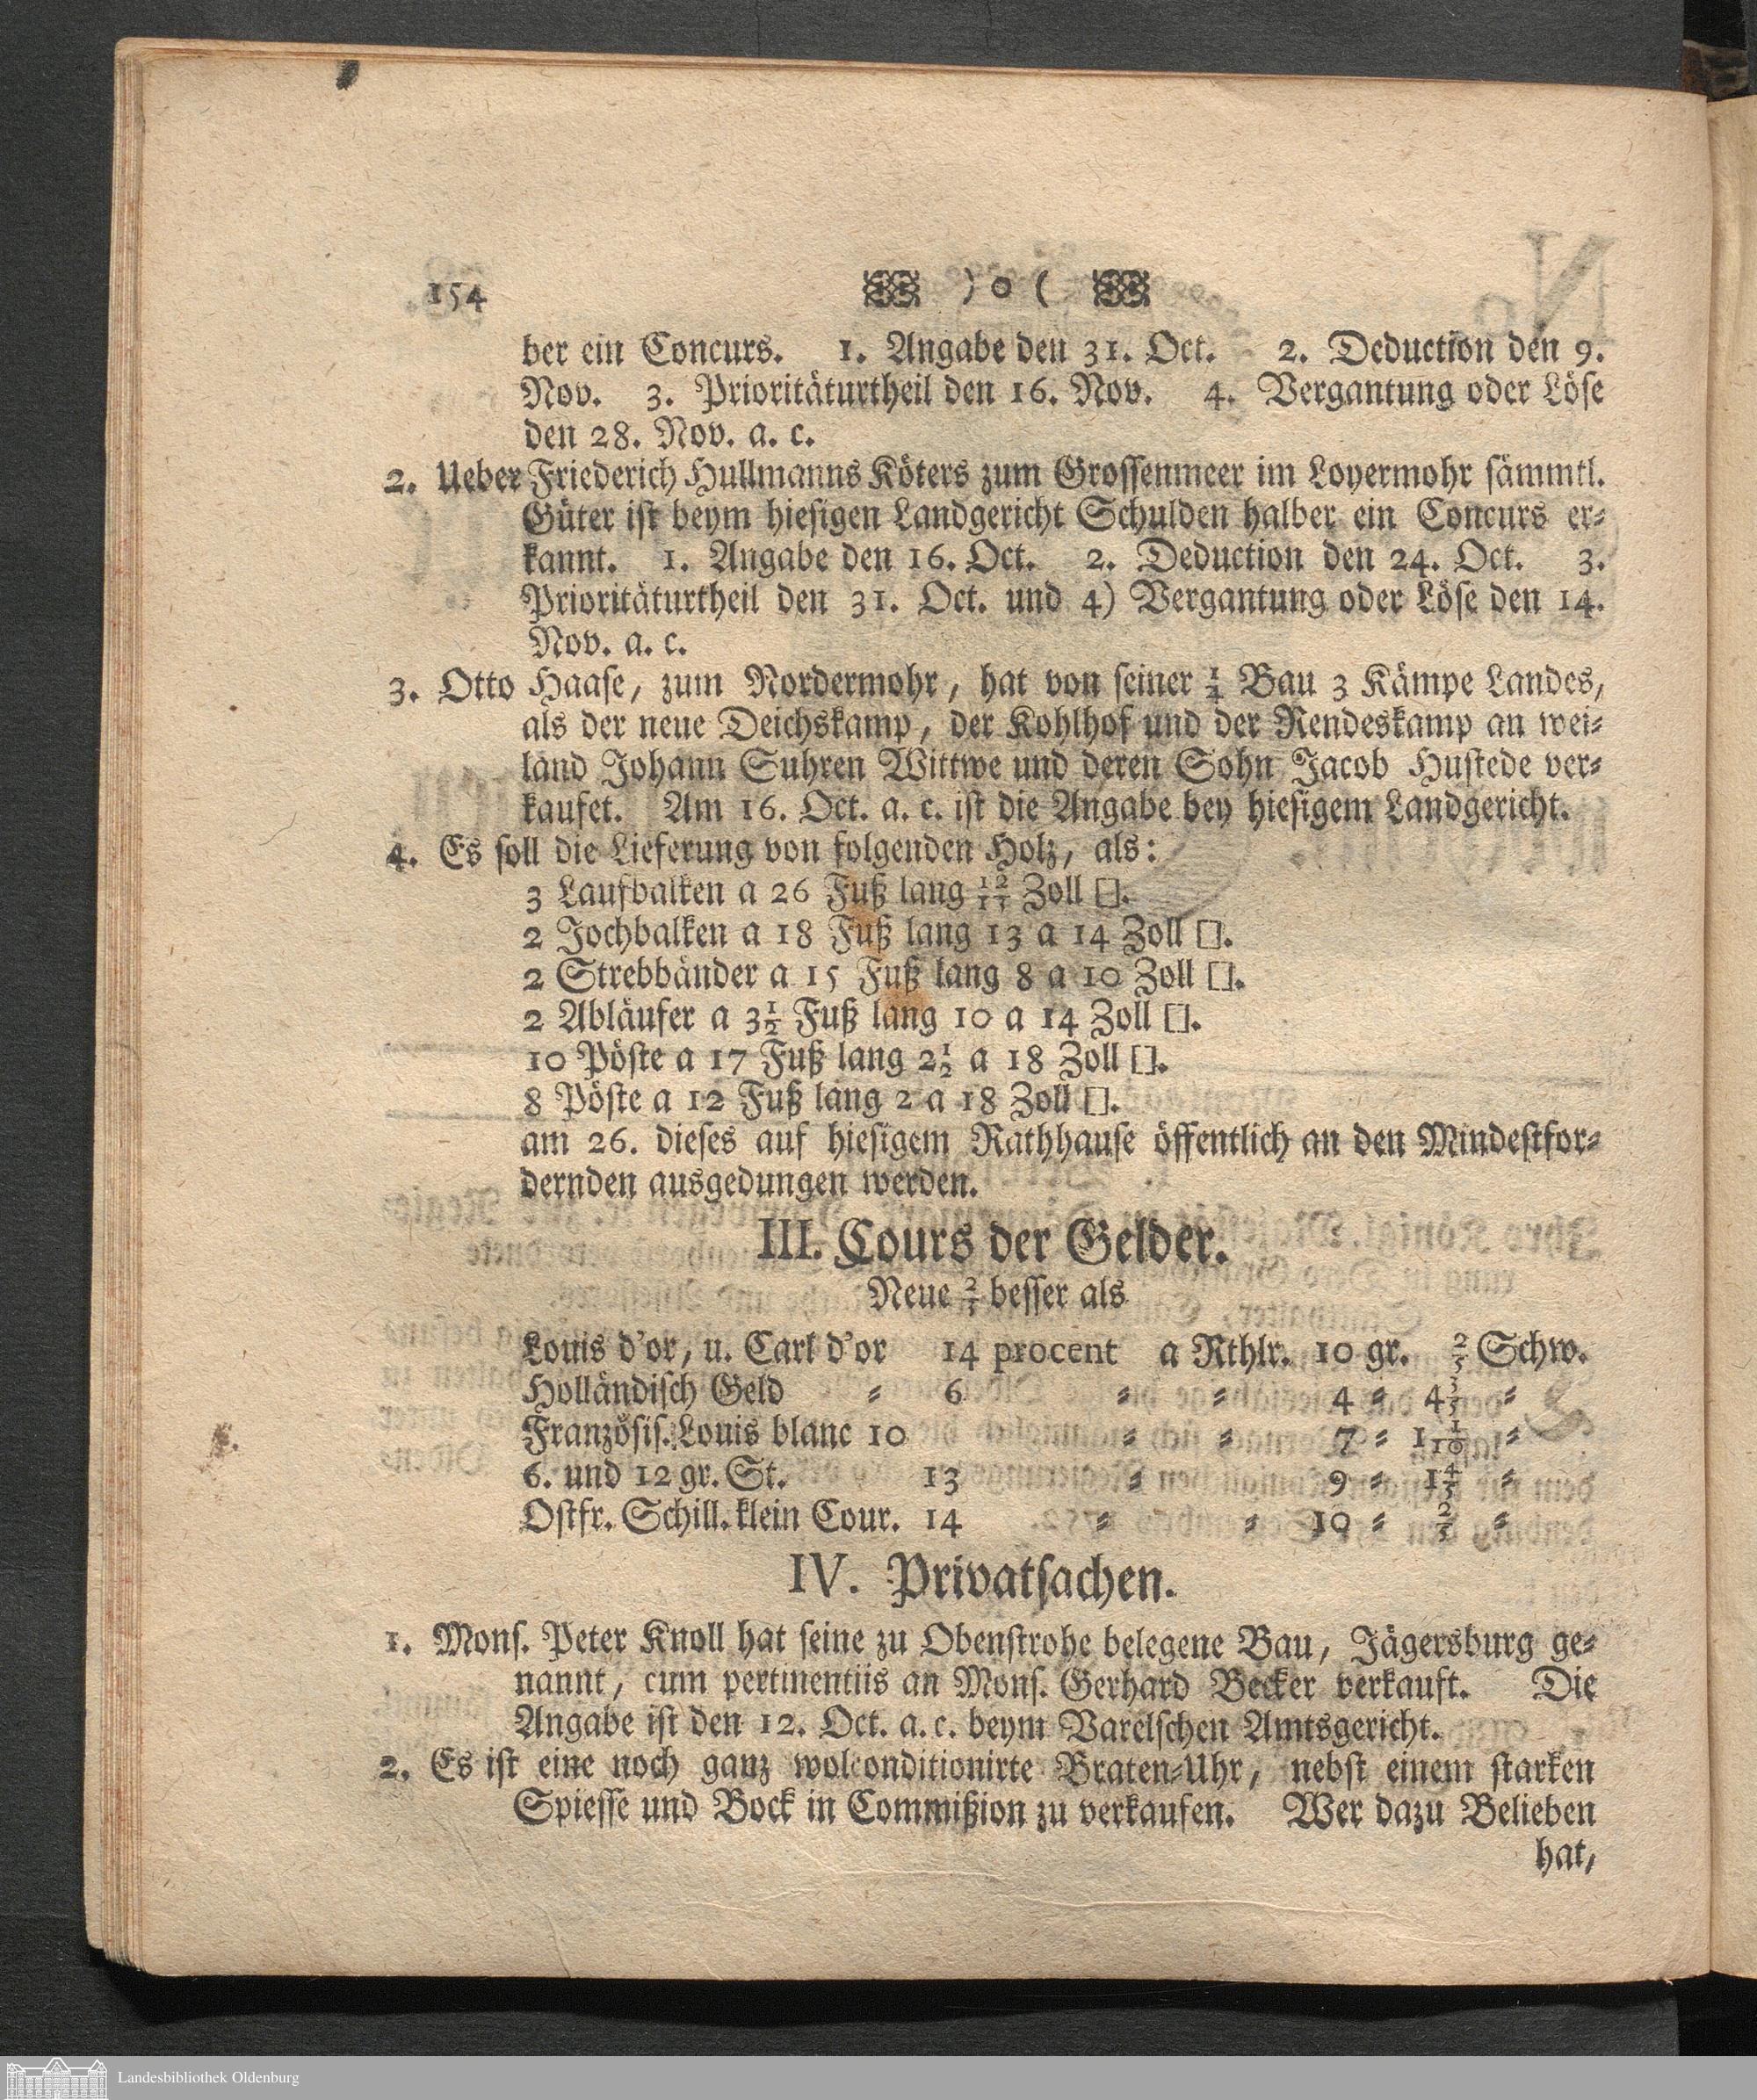 154 ) o (
ber ein Concurs. 1. Angabe den 31. Oct. 2. Deduction den 9.
Nov. 3. Prioritäturtheil den 16. Nov. 4. Vergantung oder Löse
den 28. Nov. a. c.
2. Ueber Friederich Hullmanns Köters zum Grossenmeer im Loyermohr sämmtl.
Güter ist beym hiesigen Landgericht Schulden halber ein Concurs er-
kannt. 1. Angabe den 16. Oct. 2. Deduction den 24. Oct. 3.
Prioritäturtheil den 31. Oct. und 4) Vergantung oder Löse den 14.
Nov. a. c.
3. Otto Haase, zum Nordermohr, hat von seiner 1/4 Bau 3 Kämpe Landes,
als der neue Deichskamp, der Kohlhof und der Rendeskamp an wei-
land Johann Suhren Wittwe und deren Sohn Jacob Hustede ver-
kaufet. Am 16. Oct. a. c. ist die Angabe bey hiesigem Landgericht.
4. Es soll die Lieferung von folgenden Holz, als:
3 Laufbalken a 26 Fuß lang 12/11 Zoll [].
2 Jochbalken a 18 Fuß lang 13 a 14 Zoll [].
2 Strebbänder a 15 Fuß lang 8 a 10 Zoll [].
2 Abläufer a 3 1/2 Fuß lang 10 a 14 Zoll [].
10 Pöste a 17 Fuß lang 2 1/2 a 18 Zoll [].
8 Pöste a 12 Fuß lang 2 a 18 Zoll [].
am 26. dieses auf hiesigem Rathhause öffentlich an den Mindestfor-
dernden ausgedungen werden.
III. Cours der Gelder.
Neue 2/3 besser als
Louis d'or, u. Carl d'or 14 procent a Rthlr. 10 gr. 2/5 Schw.
Holländisch Geld = 6 = = 4 = 4 3/5 =
Französis. Louis blanc 10 = = 7 = 1 1/10 =
6. und 12 gr. St. 13 = 9 = 1 4/5 =
Ostfr. Schill. klein Cour. 14 = = 10 = 2/5 =
IV. Privatsachen.
1. Mons. Peter Knoll hat seine zu Obenstrohe belegene Bau, Jägersburg ge-
nannt, cum pertinentiis an Mons. Gerhard Becker verkauft. Die
Angabe ist den 12. Oct. a. c. beym Varelschen Amtsgericht.
2. Es ist eine noch ganz wolconditionirte Braten-Uhr, nebst einem starken
Spiesse und Bock in Commißion zu verkaufen. Wer dazu Belieben
hat,
Landesbibliothek Oldenburg